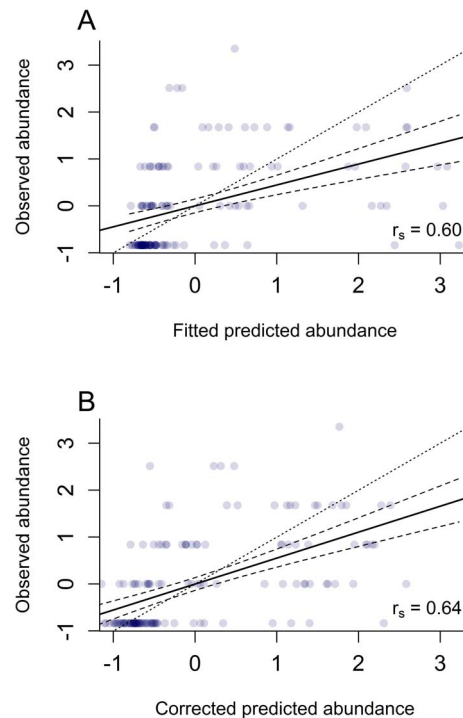 A
Observed abundance
3
2
1
0
-1
r_s = 0.60
-1 0 1 2 3
Fitted predicted abundance
B
Observed abundance
3
2
1
0
-1
r_s = 0.64
-1 0 1 2 3
Corrected predicted abundance